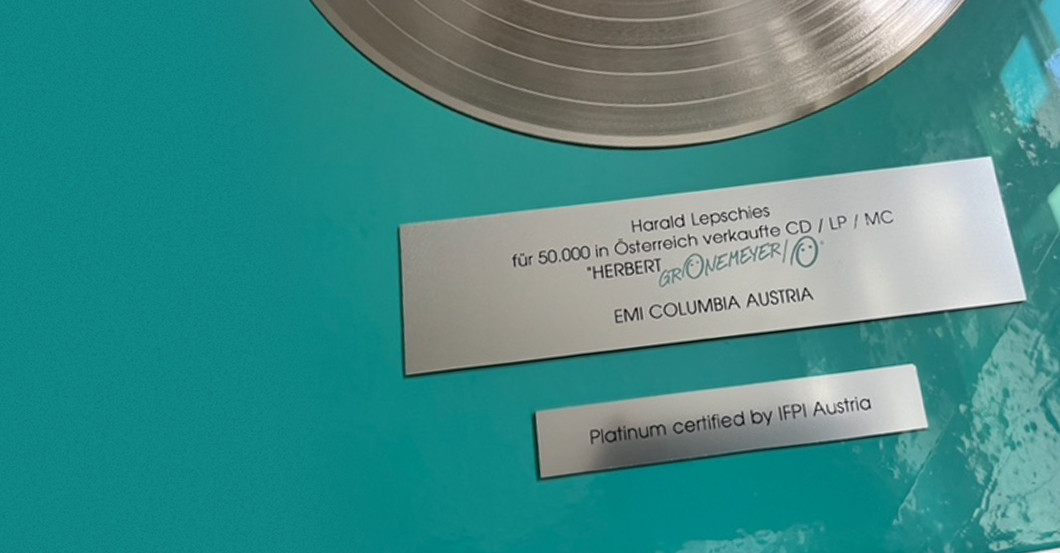 Harald Lepschies
für 50.000 in Österreich verkaufte CD / LP / MC
"HERBERT GRÖNEMEYER/Ö"
EMI COLUMBIA AUSTRIA
Platinum certified by IFPI Austria